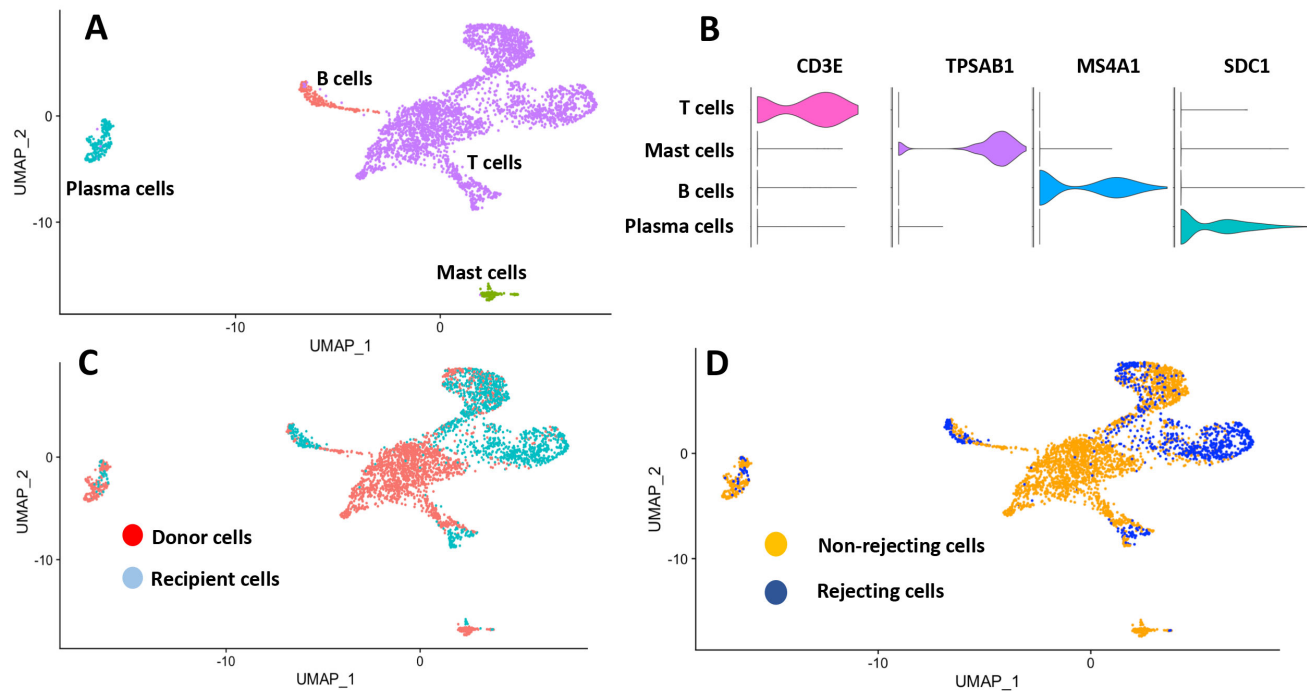 A
B cells
T cells
Plasma cells
Mast cells
0
-10
UMAP_2
-10
0
UMAP_1
B
CD3E
TPSAB1
MS4A1
SDC1
T cells
Mast cells
B cells
Plasma cells
C
0
-10
UMAP_2
Donor cells
Recipient cells
-10
0
UMAP_1
D
0
-10
UMAP_2
Non-rejecting cells
Rejecting cells
-10
0
UMAP_1